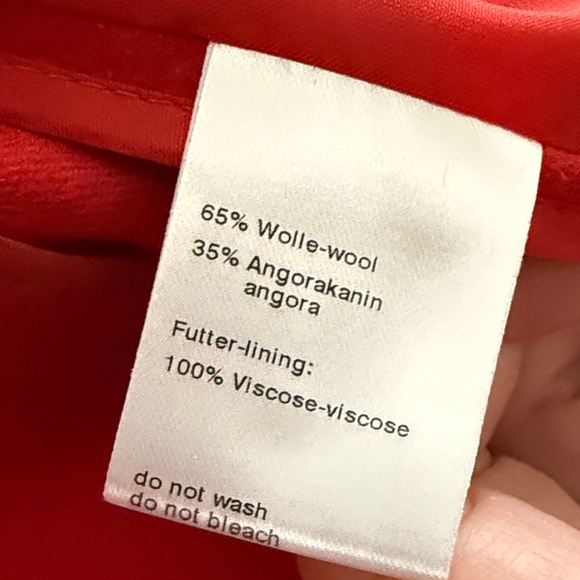 65% Wolle-wool
35% Angorakanin
angora
Futter-lining:
100% Viscose-viscose
do not wash
do not bleach